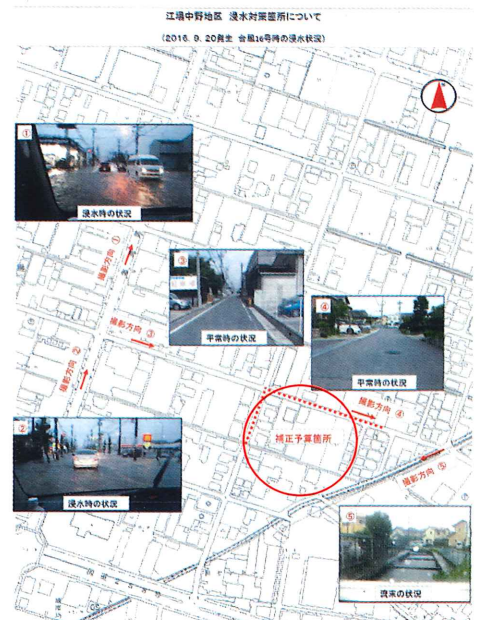 江場中野地区 浸水対策箇所について
(2016. 9. 20発生 台風16号時の浸水状況)
①
浸水時の状況
撮影方向 ①
③
平常時の状況
④
平常時の状況
撮影方向 ③
撮影方向 ②
撮影方向 ④
補正予算箇所
②
浸水時の状況
撮影方向 ⑤
⑤
流末の状況